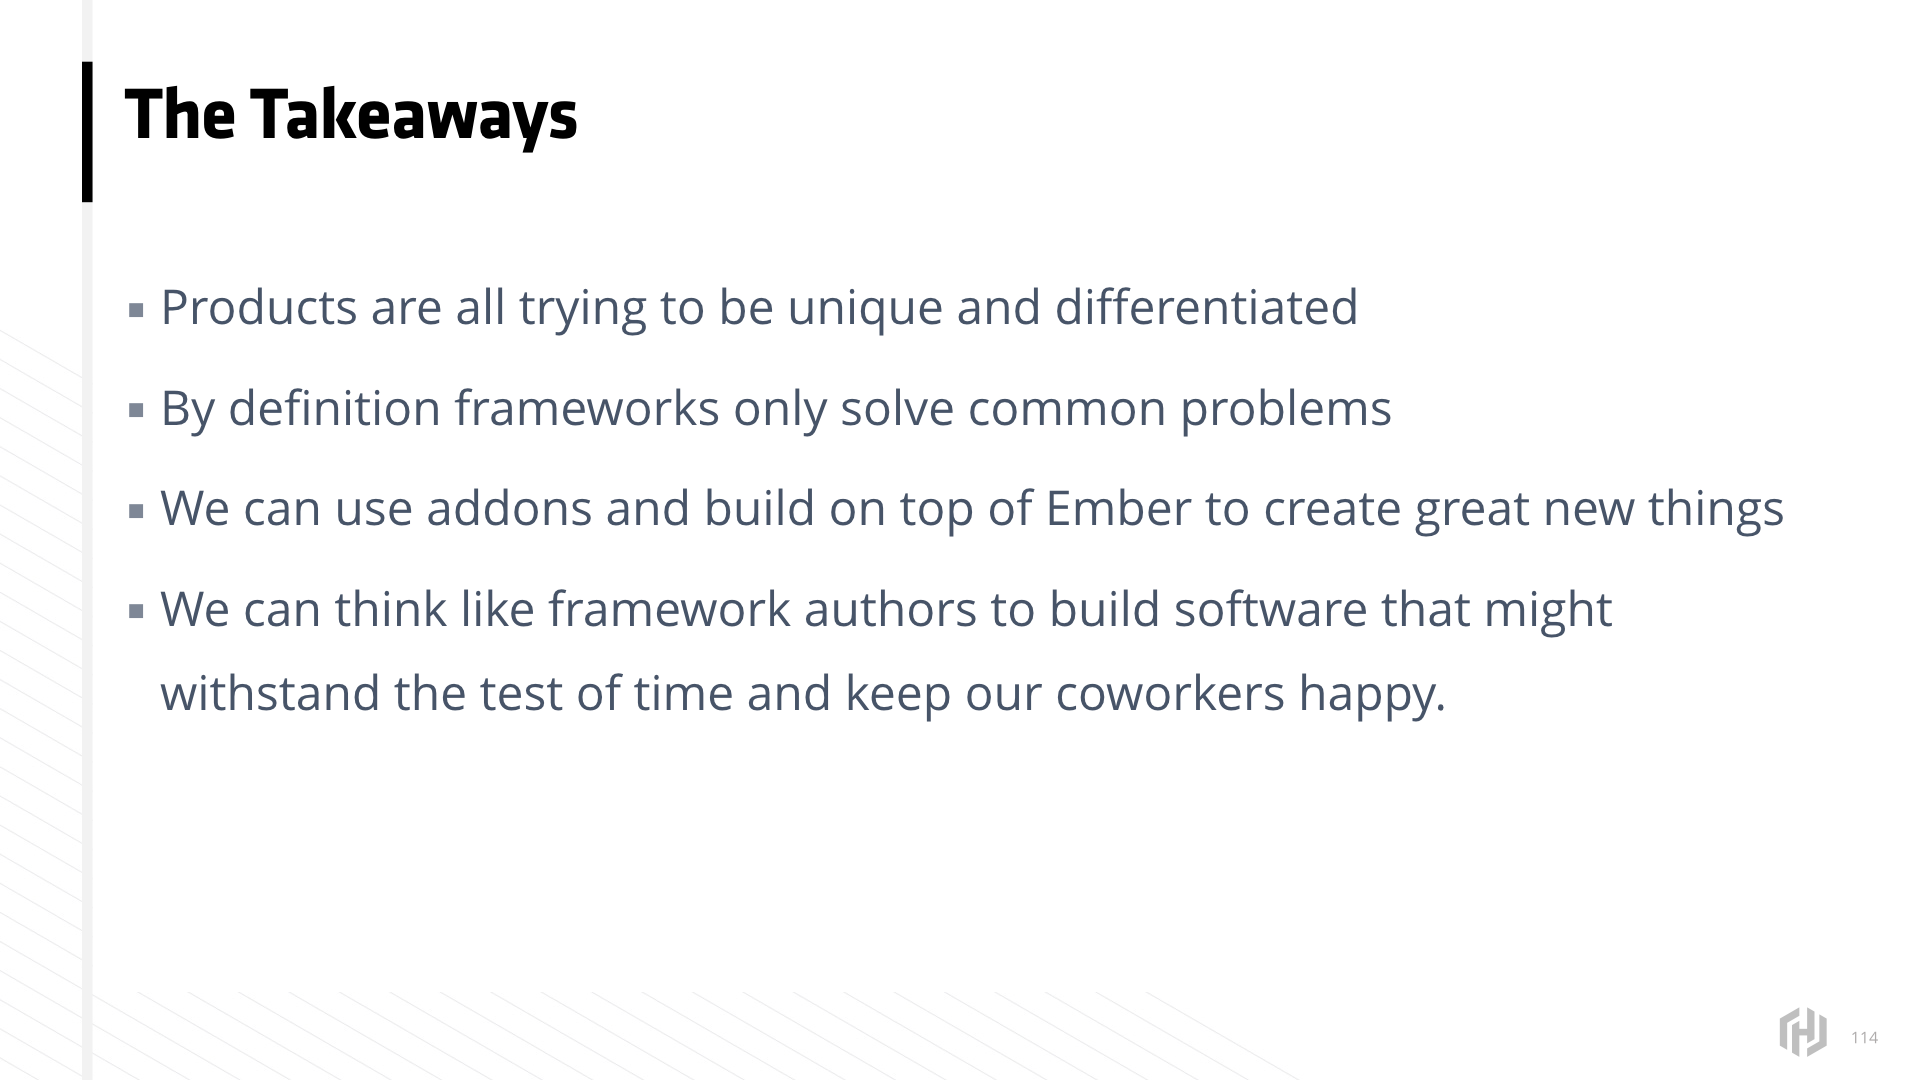 The Takeaways
▪ Products are all trying to be unique and differentiated
▪ By definition frameworks only solve common problems
▪ We can use addons and build on top of Ember to create great new things
▪ We can think like framework authors to build software that might
withstand the test of time and keep our coworkers happy.
114